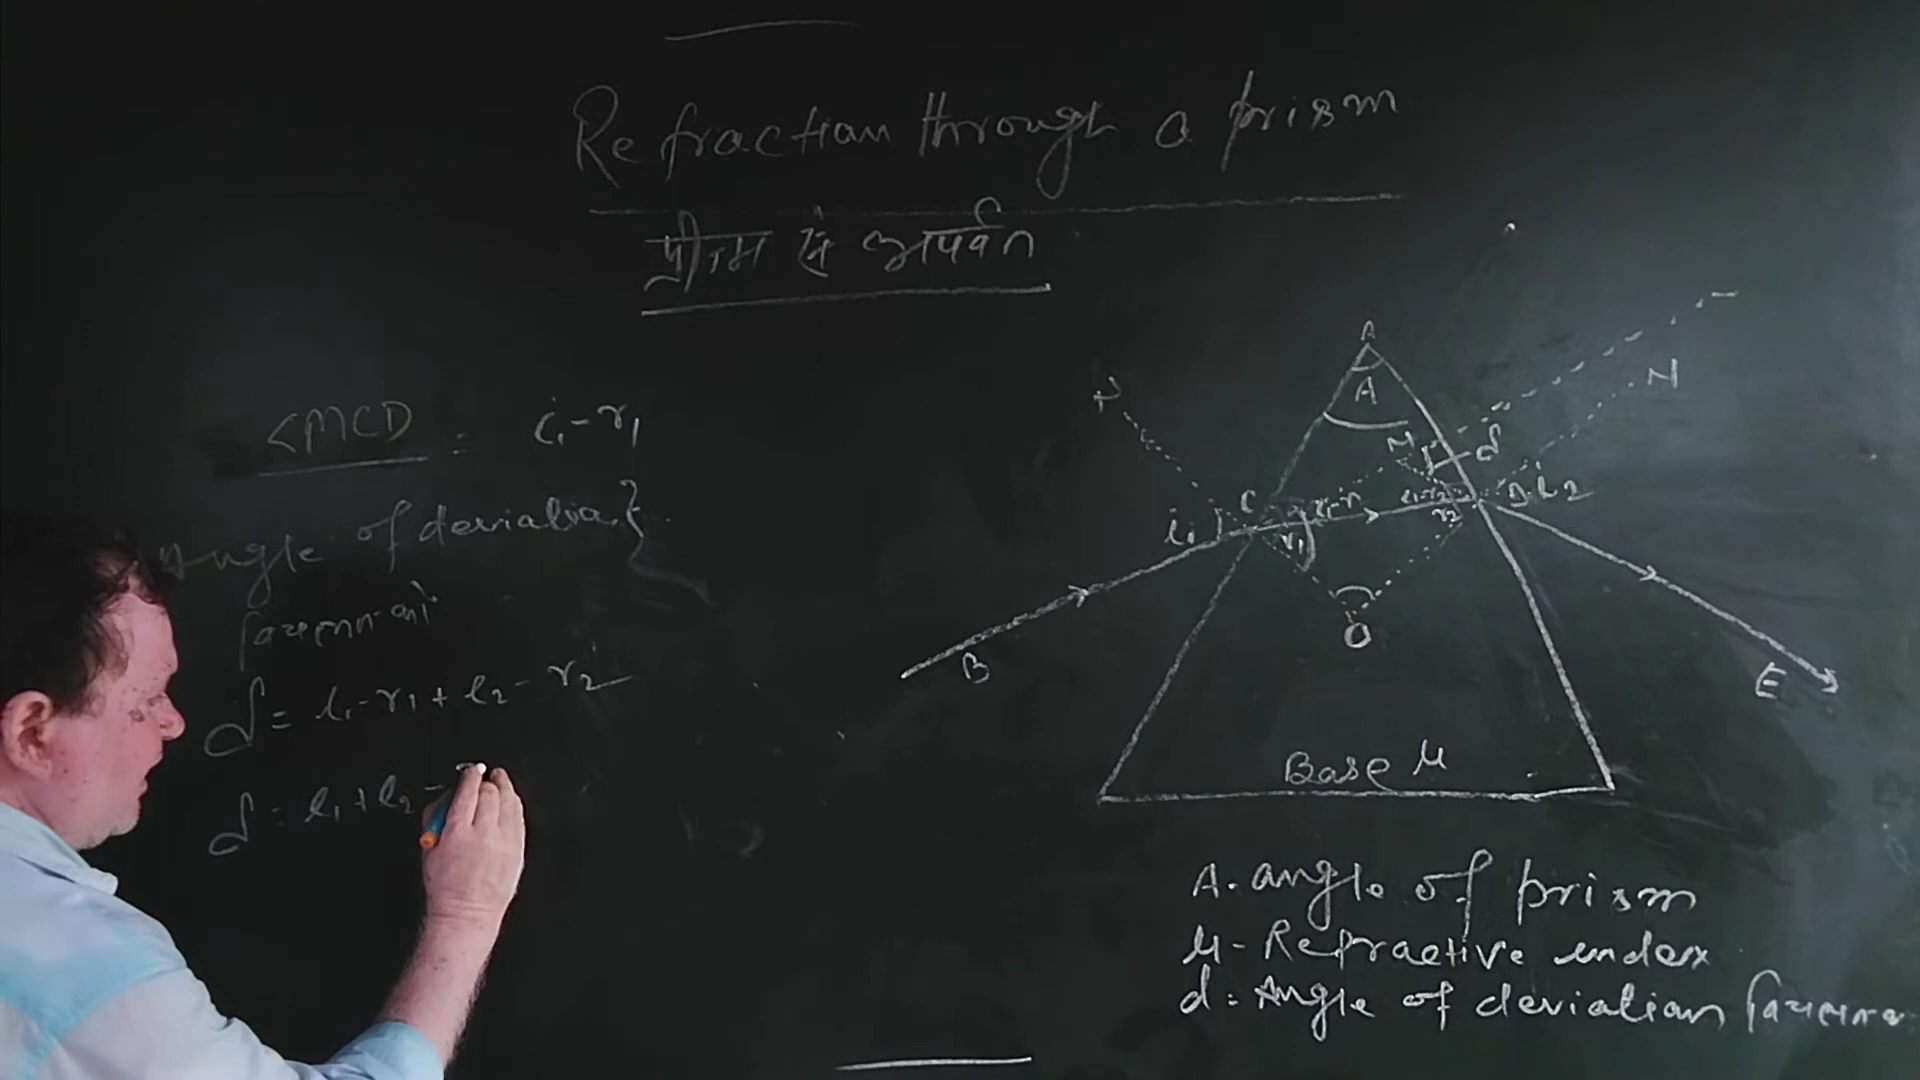 Refraction through a prism
प्रीज्म से अपवर्तन
<MCD = i₁-r₁
Angle of deviation }
विचलन कोण
δ = i₁-r₁+i₂-r₂
δ = i₁+i₂-
A
A
N
N
M
δ
C
D
i₁
i₂
r₁
r₂
O
B
E
Base μ
A. angle of prism
μ - Refractive index
d = Angle of deviation विचलन